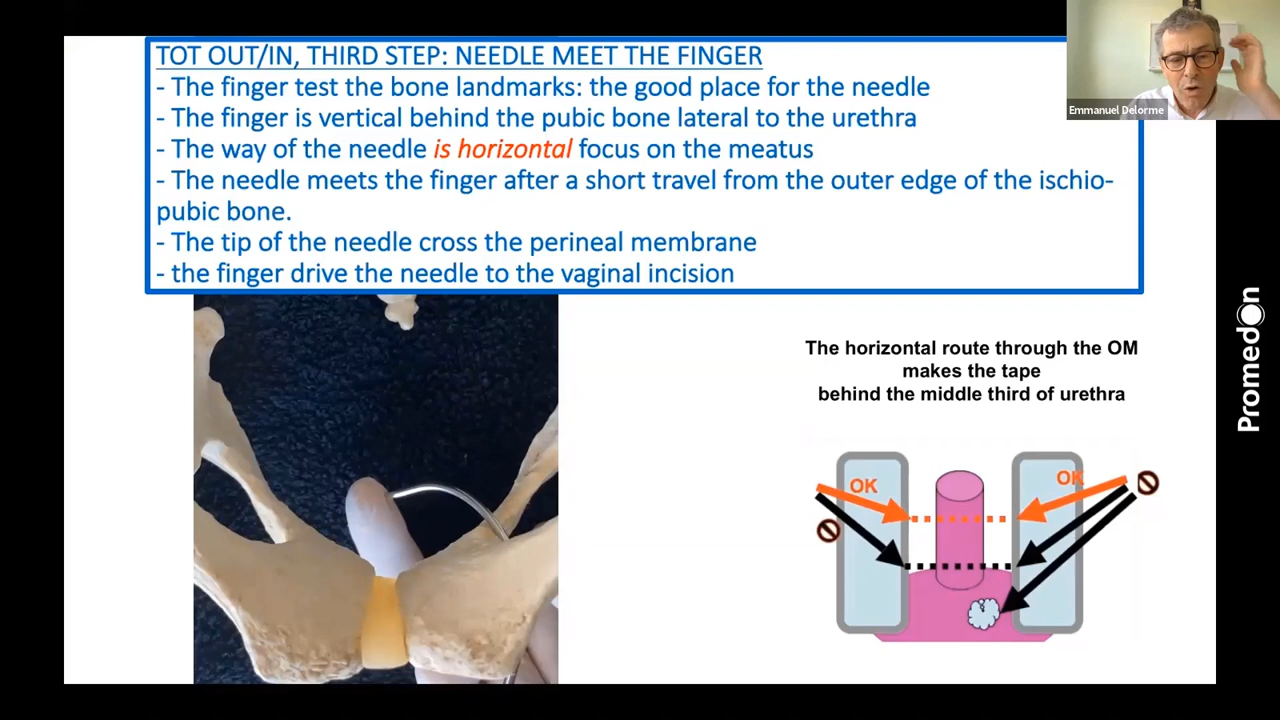 TOT OUT/IN, THIRD STEP: NEEDLE MEET THE FINGER
- The finger test the bone landmarks: the good place for the needle
- The finger is vertical behind the pubic bone lateral to the urethra
- The way of the needle is horizontal focus on the meatus
- The needle meets the finger after a short travel from the outer edge of the ischio-
pubic bone.
- The tip of the needle cross the perineal membrane
- the finger drive the needle to the vaginal incision
Emmanuel Delorme
The horizontal route through the OM
makes the tape
behind the middle third of urethra
OK
OK
Promedon